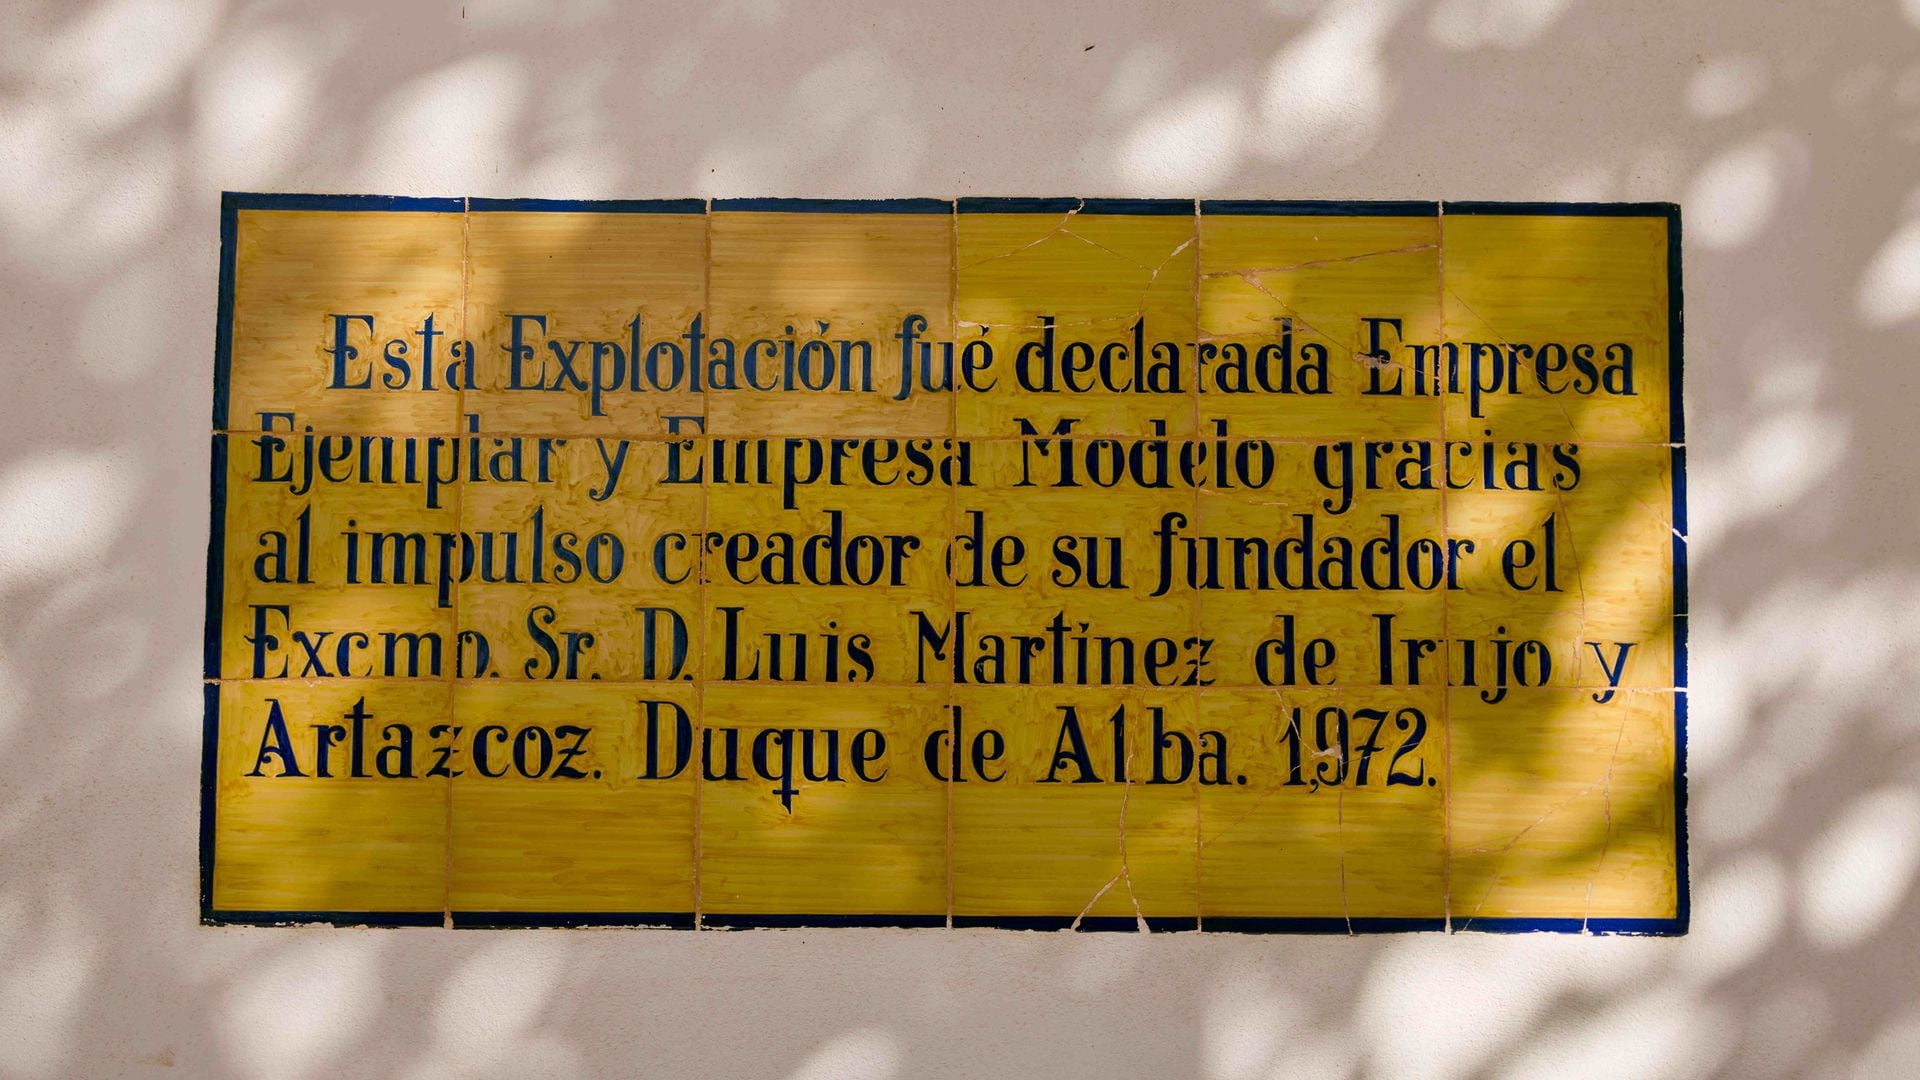 Esta Explotación fué declarada Empresa
Ejemplar y Empresa Modelo gracias
al impulso creador de su fundador el
Excmo. Sr. D. Luis Martínez de Irujo y
Artazcoz. Duque de Alba. 1,972.